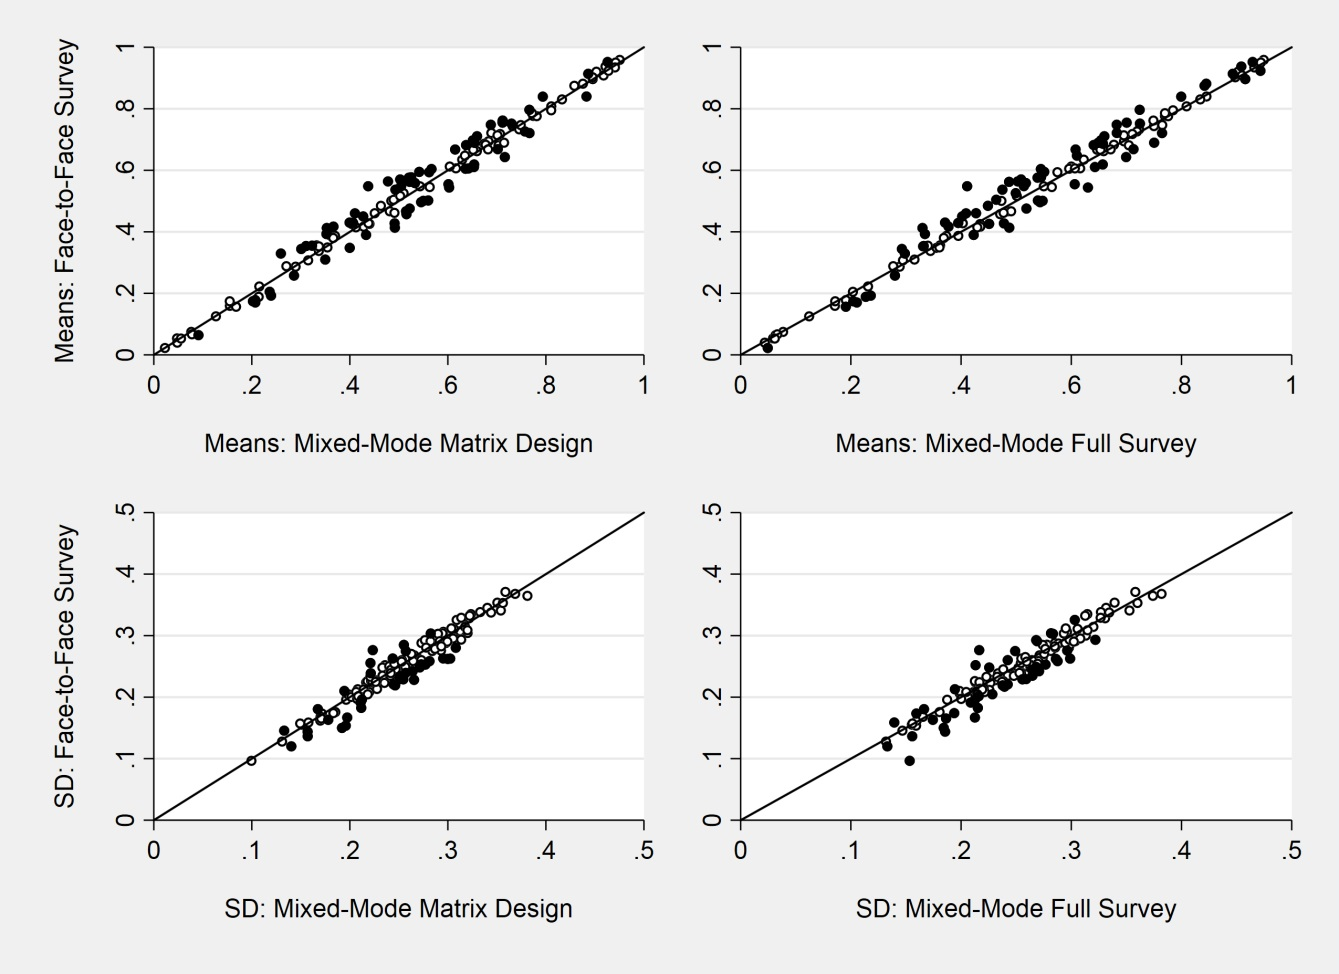 Means: Face-to-Face Survey
1
.8
.6
.4
.2
0
0 .2 .4 .6 .8 1
Means: Mixed-Mode Matrix Design
1
.8
.6
.4
.2
0
0 .2 .4 .6 .8 1
Means: Mixed-Mode Full Survey
SD: Face-to-Face Survey
.5
.4
.3
.2
.1
0
0 .1 .2 .3 .4 .5
SD: Mixed-Mode Matrix Design
.5
.4
.3
.2
.1
0
0 .1 .2 .3 .4 .5
SD: Mixed-Mode Full Survey